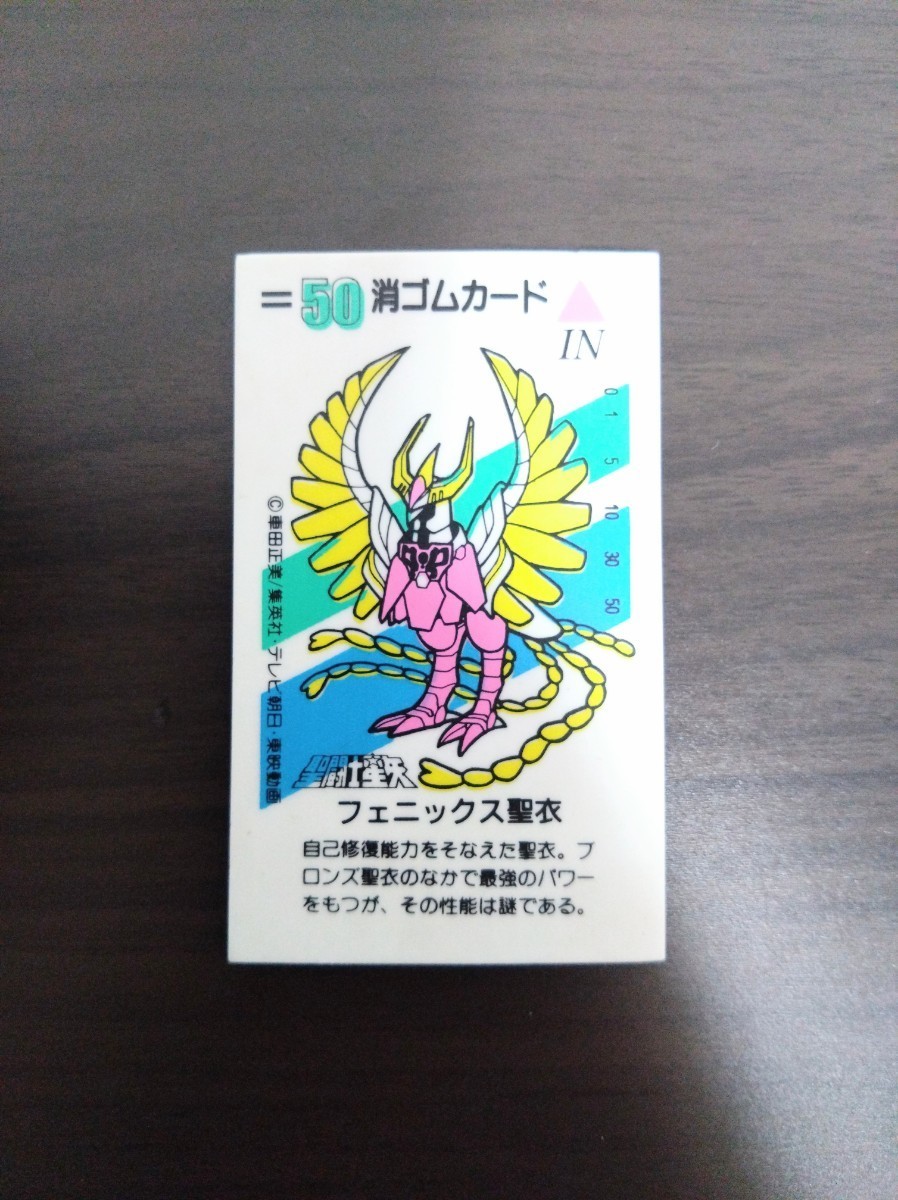 = 50 消ゴムカード
IN
0 1 5 10 30 50
©車田正美/集英社・テレビ朝日・東映動画
聖闘士星矢
フェニックス聖衣
自己修復能力をそなえた聖衣。ブ
ロンズ聖衣のなかで最強のパワー
をもつが、その性能は謎である。